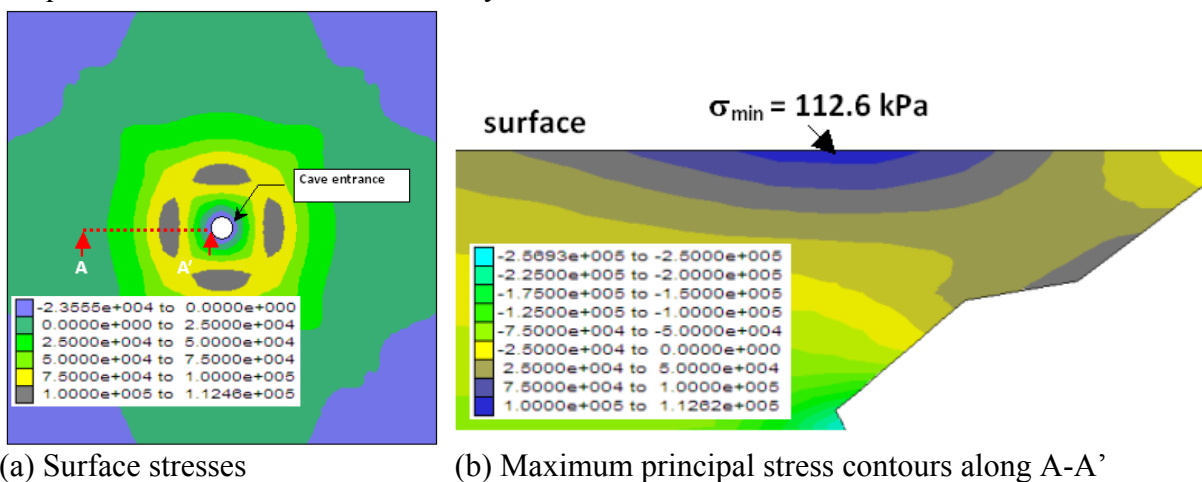 Cave entrance
A
A'
-2.3555e+004 to 0.0000e+000
0.0000e+000 to 2.5000e+004
2.5000e+004 to 5.0000e+004
5.0000e+004 to 7.5000e+004
7.5000e+004 to 1.0000e+005
1.0000e+005 to 1.1246e+005
(a) Surface stresses
surface
σmin = 112.6 kPa
-2.5693e+005 to -2.5000e+005
-2.2500e+005 to -2.0000e+005
-1.7500e+005 to -1.5000e+005
-1.2500e+005 to -1.0000e+005
-7.5000e+004 to -5.0000e+004
-2.5000e+004 to 0.0000e+000
2.5000e+004 to 5.0000e+004
7.5000e+004 to 1.0000e+005
1.0000e+005 to 1.1262e+005
(b) Maximum principal stress contours along A-A’